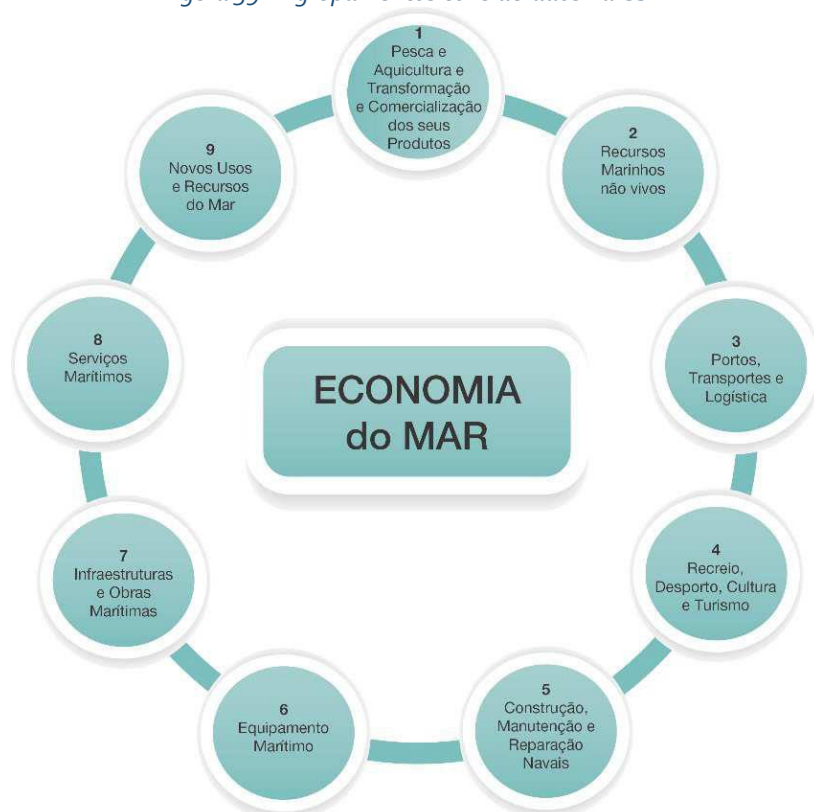 1
Pesca e
Aquicultura e
Transformação
e Comercialização
dos seus
Produtos
2
Recursos
Marinhos
não vivos
3
Portos,
Transportes e
Logística
4
Recreio,
Desporto, Cultura
e Turismo
5
Construção,
Manutenção e
Reparação
Navais
6
Equipamento
Marítimo
7
Infraestruturas
e Obras
Marítimas
8
Serviços
Marítimos
9
Novos Usos
e Recursos
do Mar
ECONOMIA
do MAR